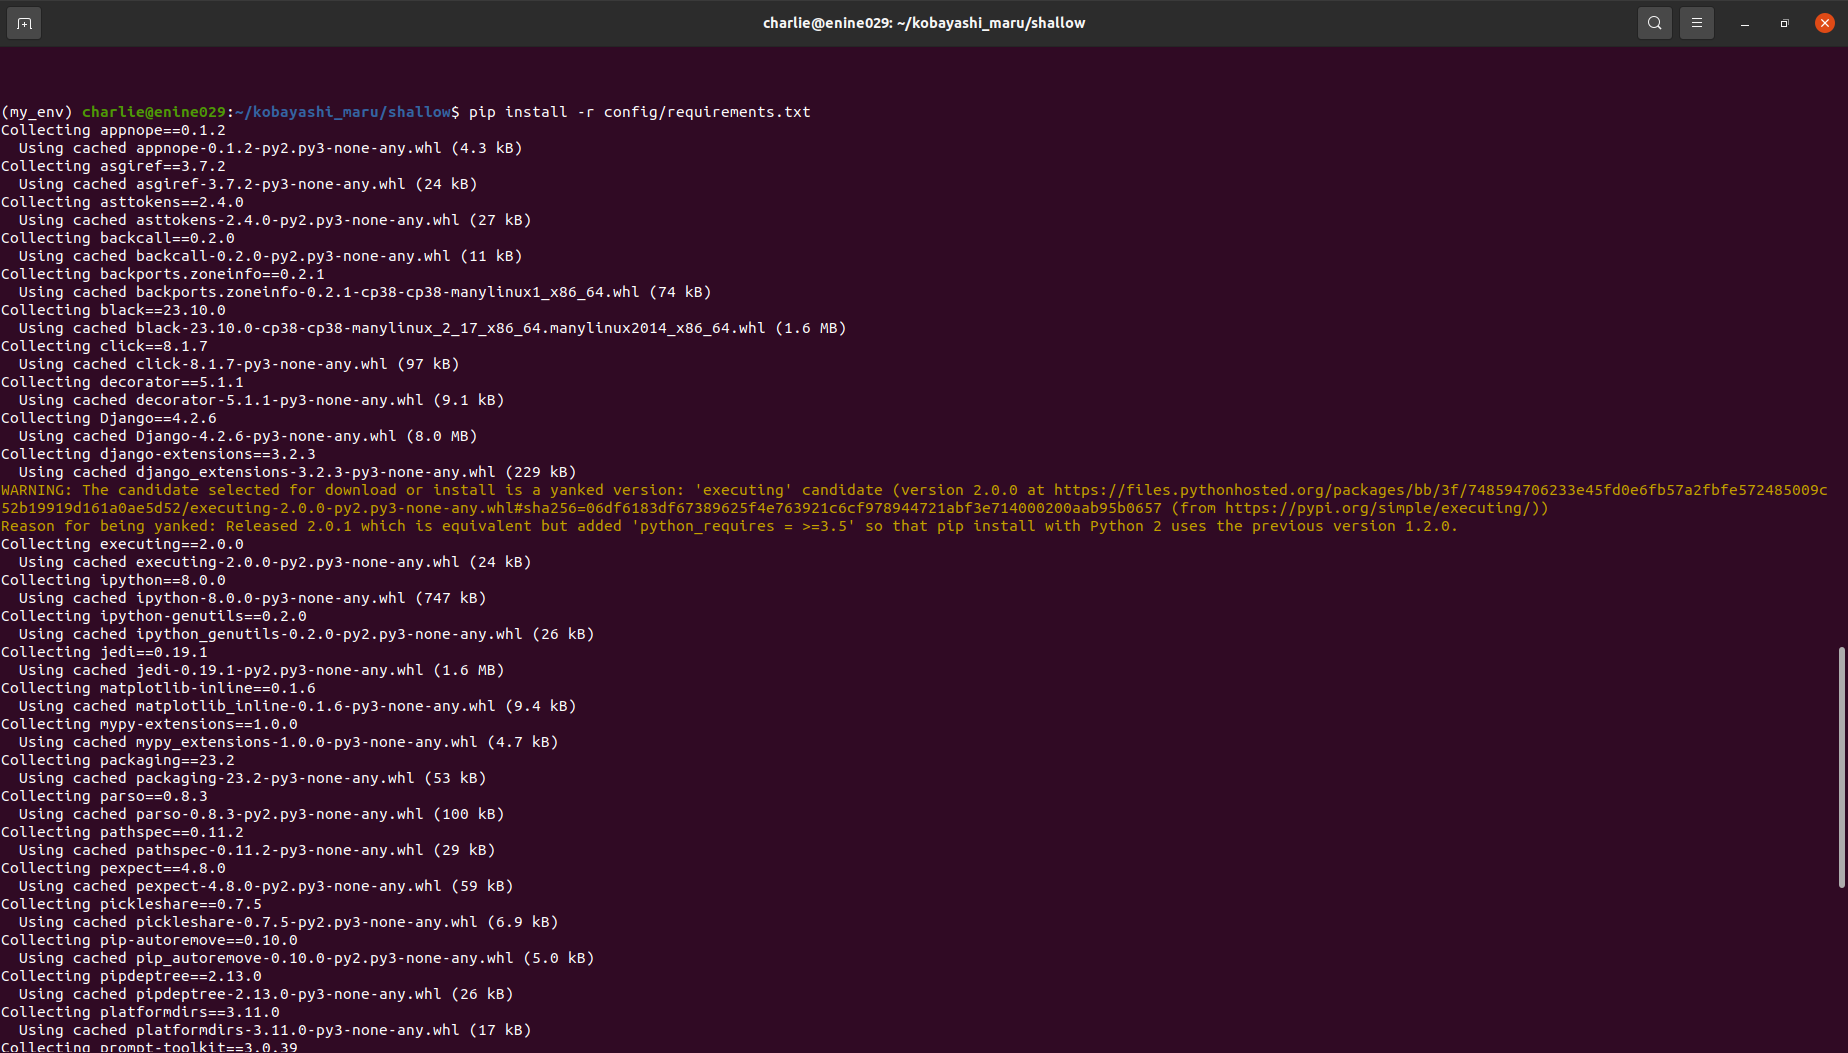 charlie@enine029: ~/kobayashi_maru/shallow
(my_env) charlie@enine029:~/kobayashi_maru/shallow$ pip install -r config/requirements.txt
Collecting appnope==0.1.2
  Using cached appnope-0.1.2-py2.py3-none-any.whl (4.3 kB)
Collecting asgiref==3.7.2
  Using cached asgiref-3.7.2-py3-none-any.whl (24 kB)
Collecting asttokens==2.4.0
  Using cached asttokens-2.4.0-py2.py3-none-any.whl (27 kB)
Collecting backcall==0.2.0
  Using cached backcall-0.2.0-py2.py3-none-any.whl (11 kB)
Collecting backports.zoneinfo==0.2.1
  Using cached backports.zoneinfo-0.2.1-cp38-cp38-manylinux1_x86_64.whl (74 kB)
Collecting black==23.10.0
  Using cached black-23.10.0-cp38-cp38-manylinux_2_17_x86_64.manylinux2014_x86_64.whl (1.6 MB)
Collecting click==8.1.7
  Using cached click-8.1.7-py3-none-any.whl (97 kB)
Collecting decorator==5.1.1
  Using cached decorator-5.1.1-py3-none-any.whl (9.1 kB)
Collecting Django==4.2.6
  Using cached Django-4.2.6-py3-none-any.whl (8.0 MB)
Collecting django-extensions==3.2.3
  Using cached django_extensions-3.2.3-py3-none-any.whl (229 kB)
WARNING: The candidate selected for download or install is a yanked version: 'executing' candidate (version 2.0.0 at https://files.pythonhosted.org/packages/bb/3f/748594706233e45fd0e6fb57a2fbfe572485009c
52b19919d161a0ae5d52/executing-2.0.0-py2.py3-none-any.whl#sha256=06df6183df67389625f4e763921c6cf978944721abf3e714000200aab95b0657 (from https://pypi.org/simple/executing/))
Reason for being yanked: Released 2.0.1 which is equivalent but added 'python_requires = >=3.5' so that pip install with Python 2 uses the previous version 1.2.0.
Collecting executing==2.0.0
  Using cached executing-2.0.0-py2.py3-none-any.whl (24 kB)
Collecting ipython==8.0.0
  Using cached ipython-8.0.0-py3-none-any.whl (747 kB)
Collecting ipython-genutils==0.2.0
  Using cached ipython_genutils-0.2.0-py2.py3-none-any.whl (26 kB)
Collecting jedi==0.19.1
  Using cached jedi-0.19.1-py2.py3-none-any.whl (1.6 MB)
Collecting matplotlib-inline==0.1.6
  Using cached matplotlib_inline-0.1.6-py3-none-any.whl (9.4 kB)
Collecting mypy-extensions==1.0.0
  Using cached mypy_extensions-1.0.0-py3-none-any.whl (4.7 kB)
Collecting packaging==23.2
  Using cached packaging-23.2-py3-none-any.whl (53 kB)
Collecting parso==0.8.3
  Using cached parso-0.8.3-py2.py3-none-any.whl (100 kB)
Collecting pathspec==0.11.2
  Using cached pathspec-0.11.2-py3-none-any.whl (29 kB)
Collecting pexpect==4.8.0
  Using cached pexpect-4.8.0-py2.py3-none-any.whl (59 kB)
Collecting pickleshare==0.7.5
  Using cached pickleshare-0.7.5-py2.py3-none-any.whl (6.9 kB)
Collecting pip-autoremove==0.10.0
  Using cached pip_autoremove-0.10.0-py2.py3-none-any.whl (5.0 kB)
Collecting pipdeptree==2.13.0
  Using cached pipdeptree-2.13.0-py3-none-any.whl (26 kB)
Collecting platformdirs==3.11.0
  Using cached platformdirs-3.11.0-py3-none-any.whl (17 kB)
Collecting prompt-toolkit==3.0.39